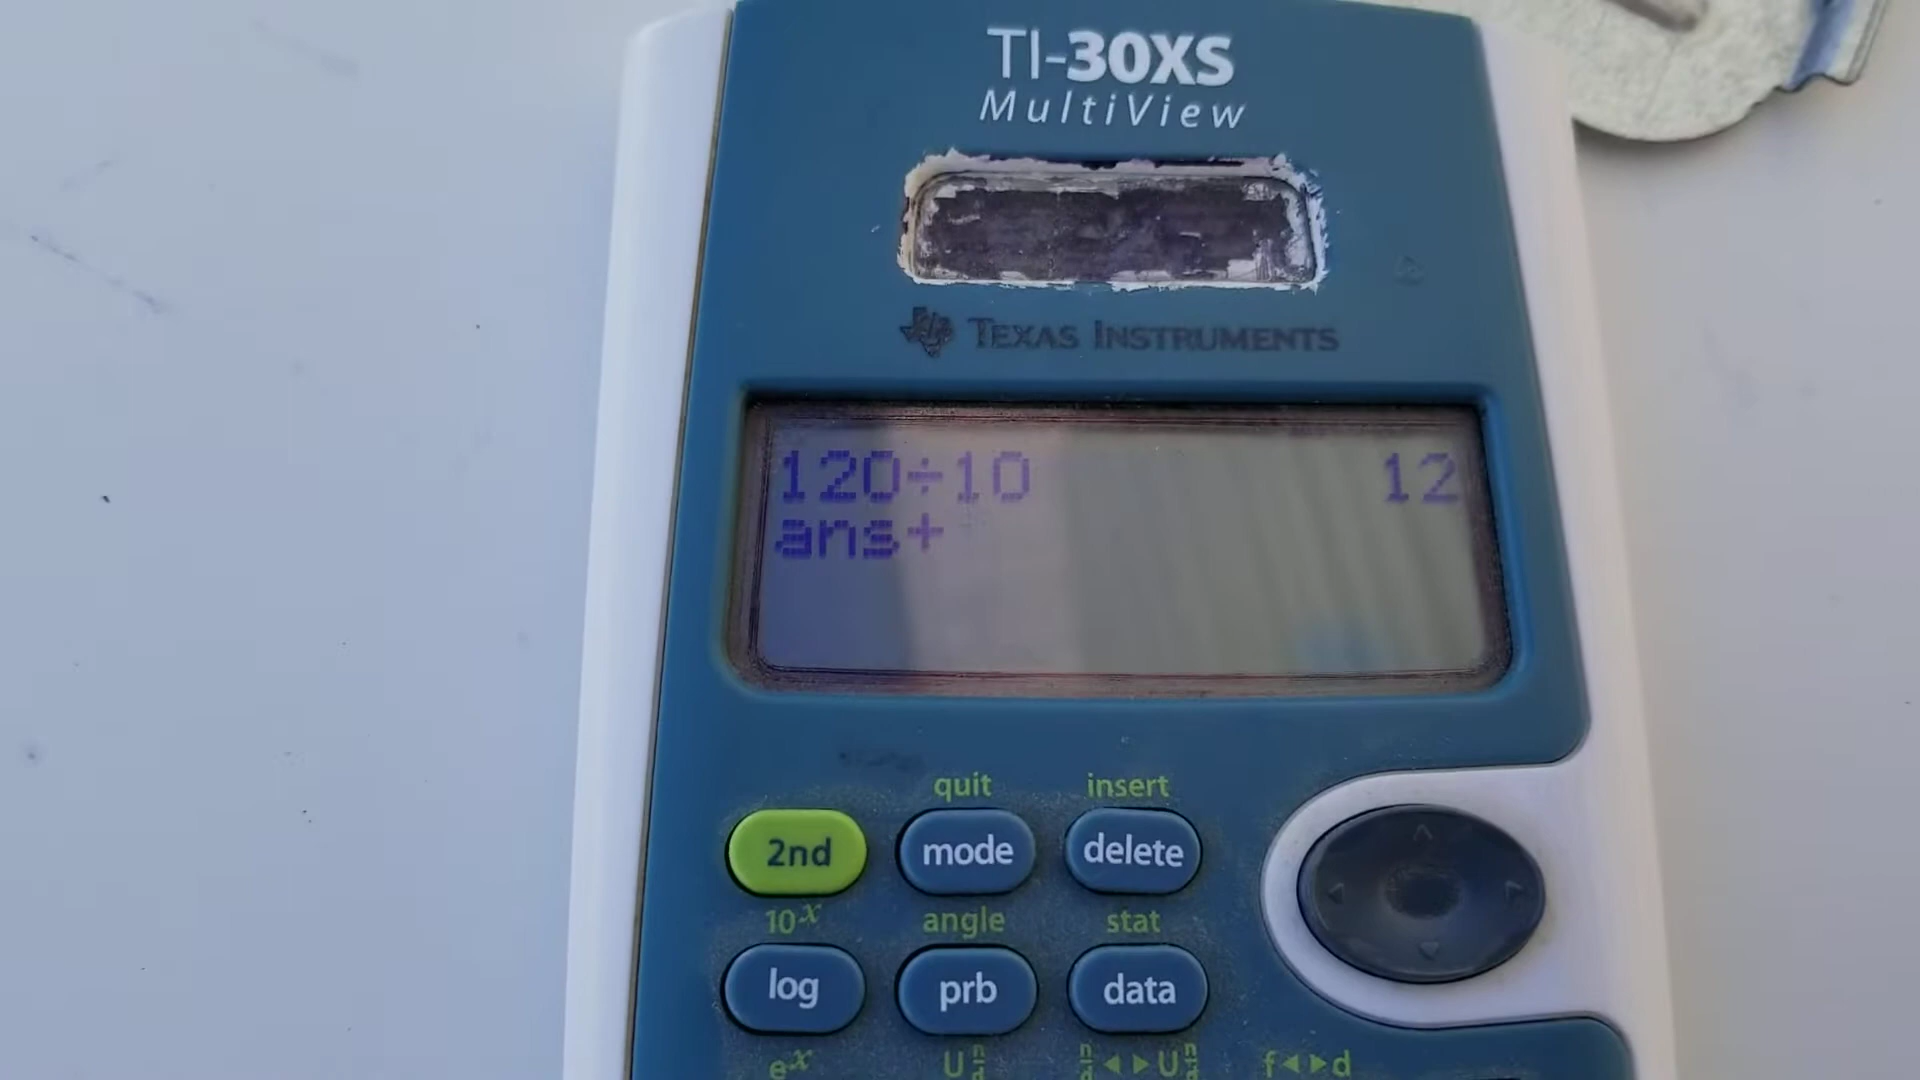 TI-30XS
MultiView
TEXAS INSTRUMENTS
120÷10 12
ans+
quit insert
2nd mode delete
10^x angle stat
log prb data
e^x U n/d n/d ◄► U n/d f◄►d